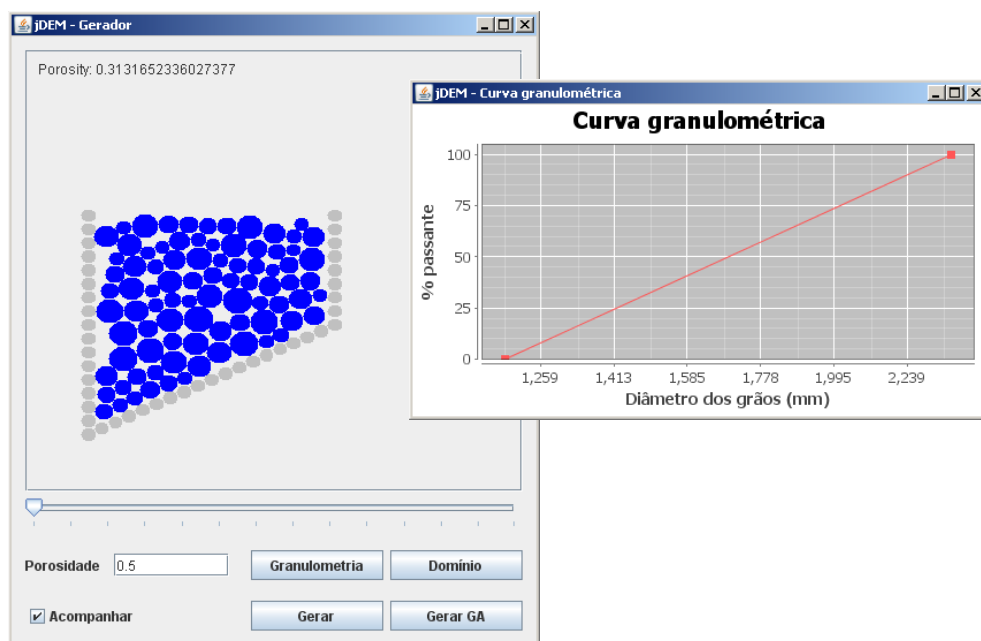 jDEM - Gerador
Porosity: 0.3131652336027377
jDEM - Curva granulométrica
Curva granulométrica
100
75
50
25
0
% passante
1,259 1,413 1,585 1,778 1,995 2,239
Diâmetro dos grãos (mm)
Porosidade 0.5 Granulometria Domínio
Acompanhar Gerar Gerar GA